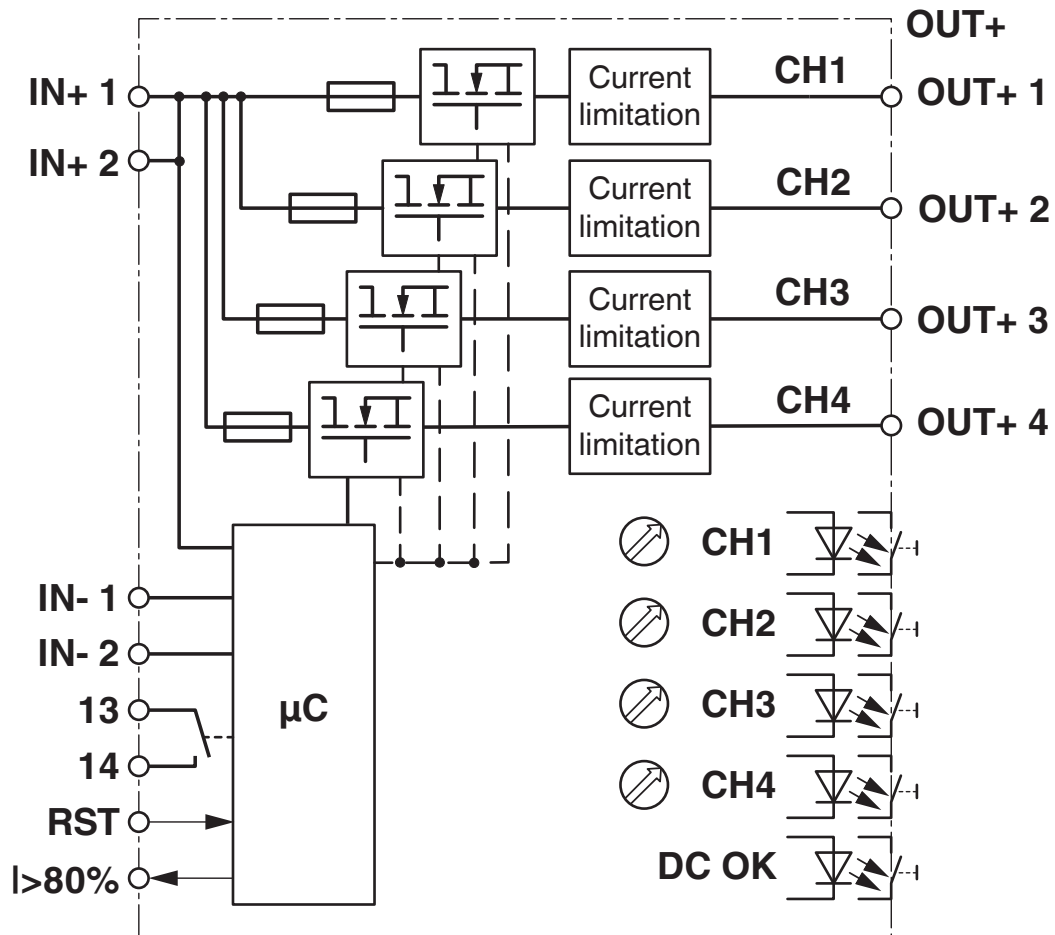 OUT+
IN+ 1
Current
limitation
CH1
OUT+ 1
IN+ 2
Current
limitation
CH2
OUT+ 2
Current
limitation
CH3
OUT+ 3
Current
limitation
CH4
OUT+ 4
IN- 1
IN- 2
13
14
RST
I>80%
µC
CH1
CH2
CH3
CH4
DC OK